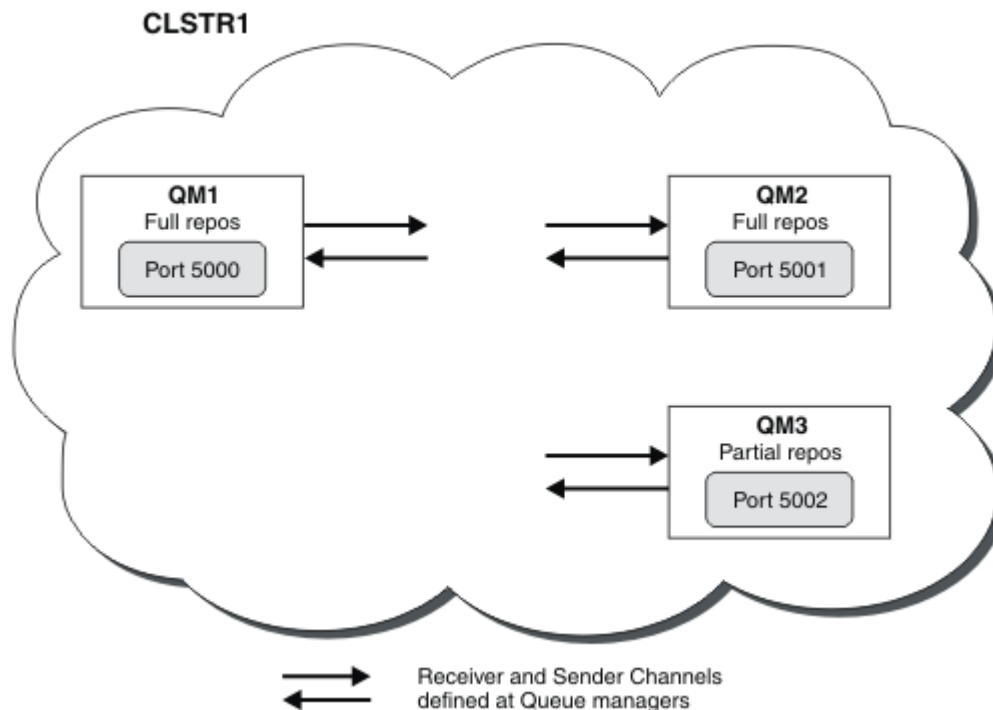 CLSTR1
QM1
Full repos
Port 5000
QM2
Full repos
Port 5001
QM3
Partial repos
Port 5002
Receiver and Sender Channels
defined at Queue managers